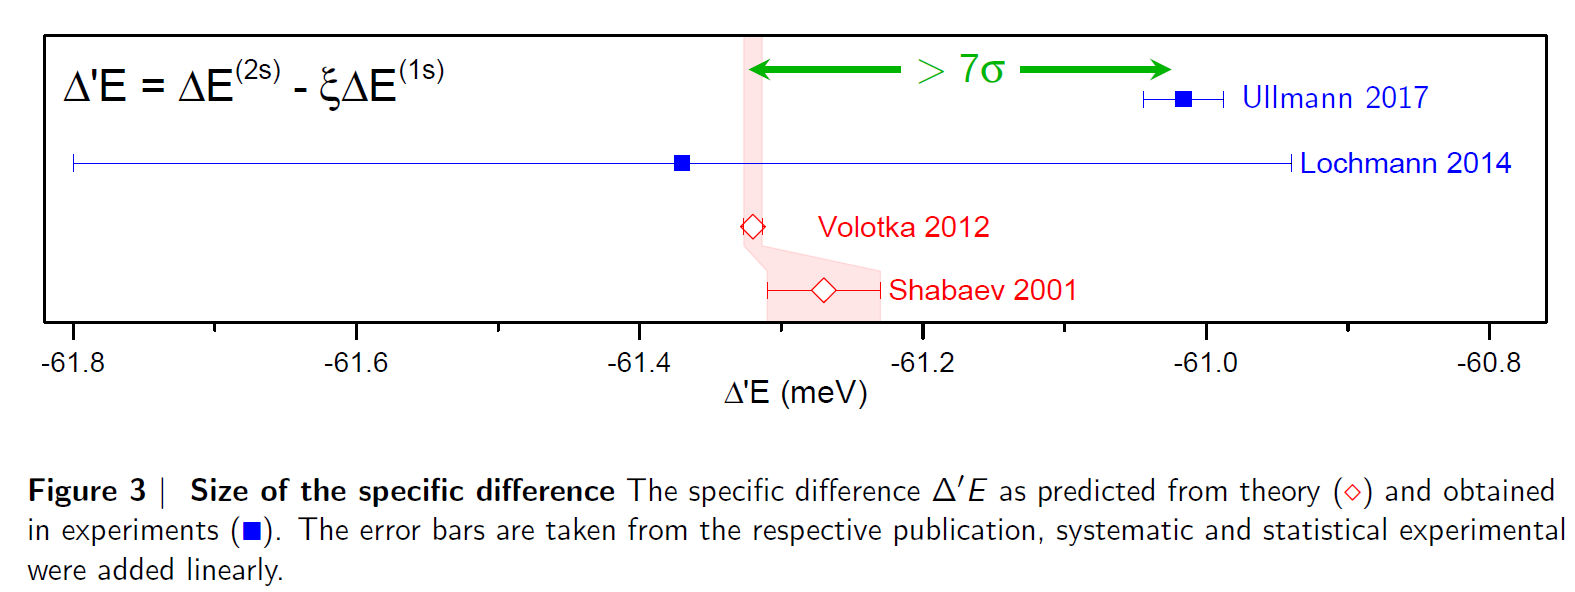 Δ'E = ΔE(2s) - ξΔE(1s)
> 7σ
Ullmann 2017
Lochmann 2014
Volotka 2012
Shabaev 2001
-61.8 -61.6 -61.4 -61.2 -61.0 -60.8
Δ'E (meV)
Figure 3 | Size of the specific difference The specific difference Δ′E as predicted from theory (◇) and obtained
in experiments (■). The error bars are taken from the respective publication, systematic and statistical experimental
were added linearly.